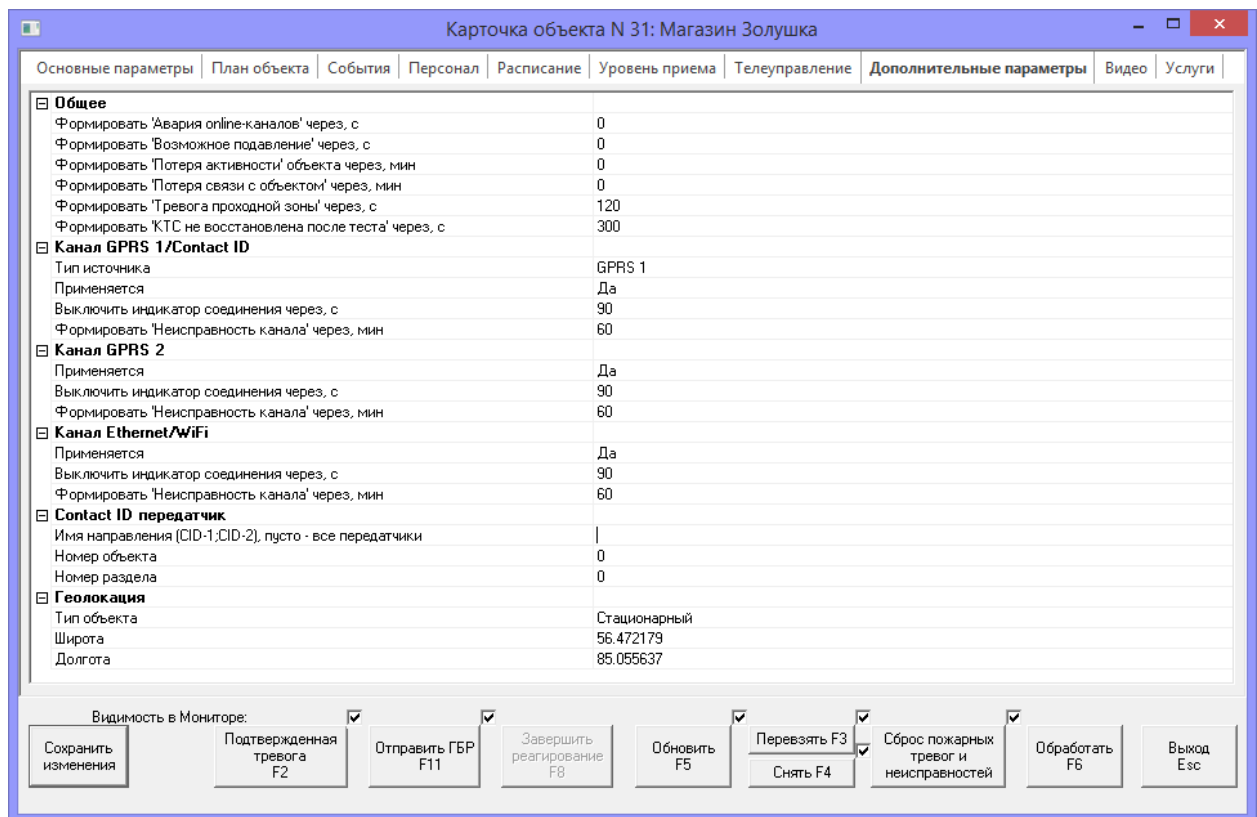 Карточка объекта N 31: Магазин Золушка
Основные параметры План объекта События Персонал Расписание Уровень приема Телеуправление Дополнительные параметры Видео Услуги
Общее
Формировать 'Авария online-каналов' через, с 0
Формировать 'Возможное подавление' через, с 0
Формировать 'Потеря активности' объекта через, мин 0
Формировать 'Потеря связи с объектом' через, мин 0
Формировать 'Тревога проходной зоны' через, с 120
Формировать 'КТС не восстановлена после теста' через, с 300
Канал GPRS 1/Contact ID
Тип источника GPRS 1
Применяется Да
Выключить индикатор соединения через, с 90
Формировать 'Неисправность канала' через, мин 60
Канал GPRS 2
Применяется Да
Выключить индикатор соединения через, с 90
Формировать 'Неисправность канала' через, мин 60
Канал Ethernet/WiFi
Применяется Да
Выключить индикатор соединения через, с 90
Формировать 'Неисправность канала' через, мин 60
Contact ID передатчик
Имя направления (CID-1;CID-2), пусто - все передатчики
Номер объекта 0
Номер раздела 0
Геолокация
Тип объекта Стационарный
Широта 56.472179
Долгота 85.055637
Видимость в Мониторе:
Сохранить изменения
Подтвержденная тревога F2
Отправить ГБР F11
Завершить реагирование F8
Обновить F5
Перевзять F3
Снять F4
Сброс пожарных тревог и неисправностей
Обработать F6
Выход Esc